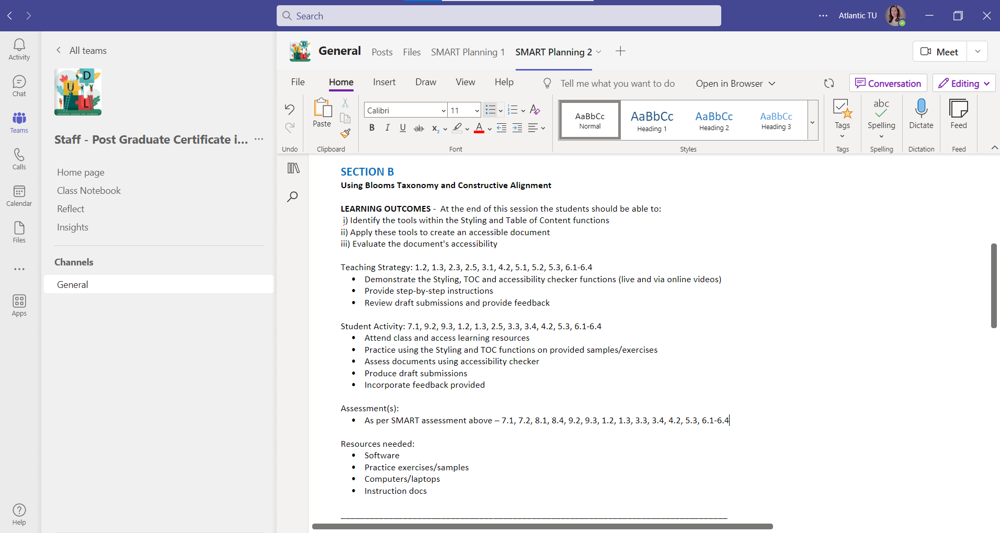 Search
Atlantic TU
Activity
Chat
Teams
Calls
Calendar
Files
Apps
Help
All teams
U D L
UNIVERSAL DESIGN FOR LEARNING
Staff - Post Graduate Certificate i...
Home page
Class Notebook
Reflect
Insights
Channels
General
General Posts Files SMART Planning 1 SMART Planning 2
Meet
File Home Insert Draw View Help Tell me what you want to do Open in Browser Conversation Editing
Undo
Paste
Clipboard
Calibri 11
B I U ab x2 A
Font
AaBbCc Normal
AaBbCc Heading 1
AaBbCc Heading 2
AaBbCc Heading 3
Styles
Tags
Tags
abc
Spelling
Spelling
Dictate
Dictation
Feed
Feed
SECTION B
Using Blooms Taxonomy and Constructive Alignment
LEARNING OUTCOMES - At the end of this session the students should be able to:
i) Identify the tools within the Styling and Table of Content functions
ii) Apply these tools to create an accessible document
iii) Evaluate the document's accessibility
Teaching Strategy: 1.2, 1.3, 2.3, 2.5, 3.1, 4.2, 5.1, 5.2, 5.3, 6.1-6.4
• Demonstrate the Styling, TOC and accessibility checker functions (live and via online videos)
• Provide step-by-step instructions
• Review draft submissions and provide feedback
Student Activity: 7.1, 9.2, 9.3, 1.2, 1.3, 2.5, 3.3, 3.4, 4.2, 5.3, 6.1-6.4
• Attend class and access learning resources
• Practice using the Styling and TOC functions on provided samples/exercises
• Assess documents using accessibility checker
• Produce draft submissions
• Incorporate feedback provided
Assessment(s):
• As per SMART assessment above – 7.1, 7.2, 8.1, 8.4, 9.2, 9.3, 1.2, 1.3, 3.3, 3.4, 4.2, 5.3, 6.1-6.4
Resources needed:
• Software
• Practice exercises/samples
• Computers/laptops
• Instruction docs